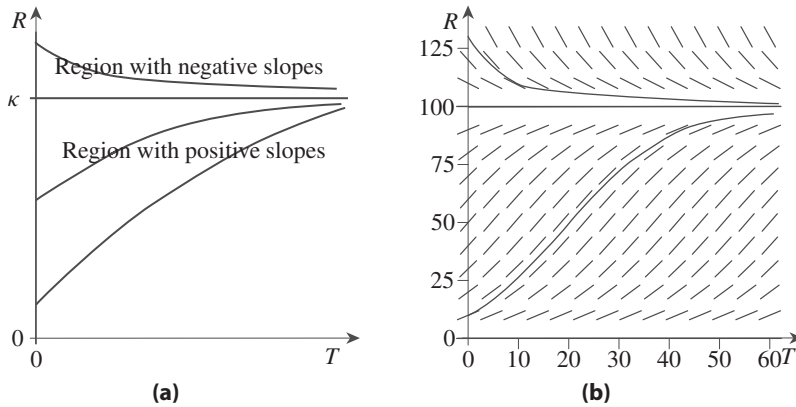 R
Region with negative slopes
κ
Region with positive slopes
0
0
T
(a)
R
125
100
75
50
25
0
0 10 20 30 40 50 60 T
(b)